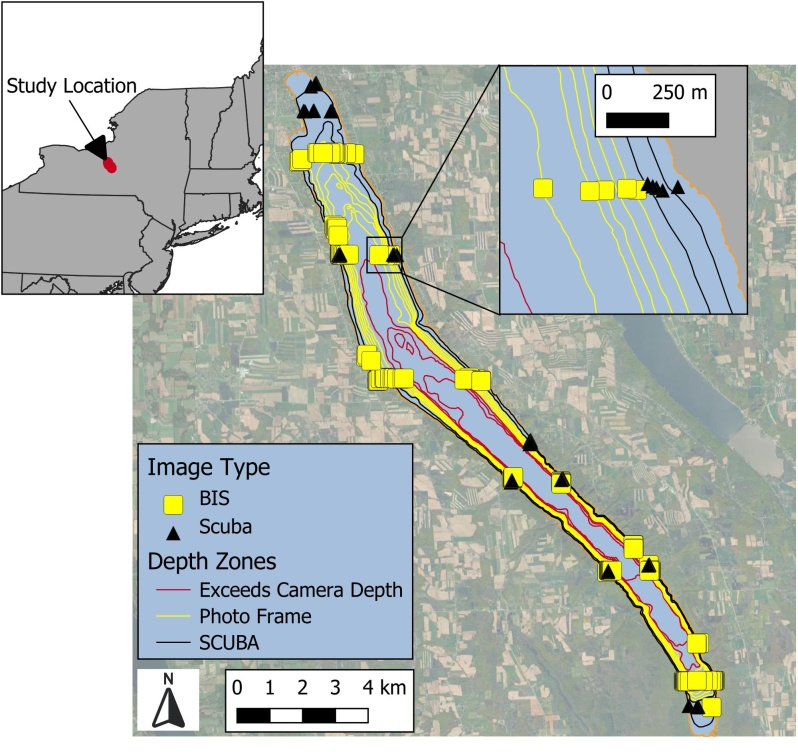 Study Location
0 250 m
Image Type
BIS
Scuba
Depth Zones
Exceeds Camera Depth
Photo Frame
SCUBA
N
0 1 2 3 4 km